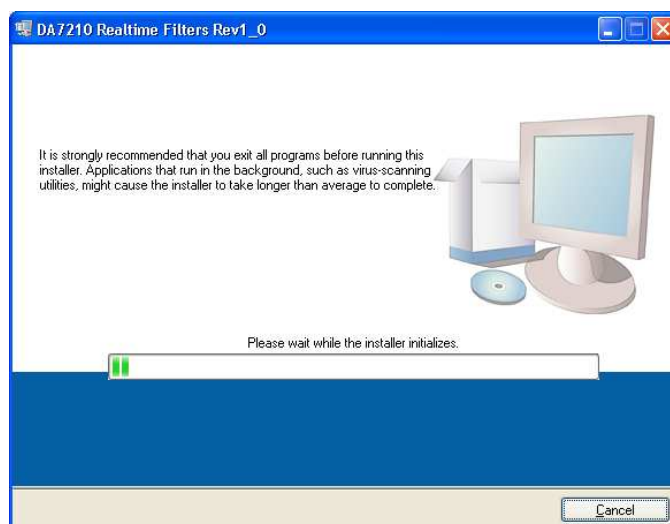 DA7210 Realtime Filters Rev1_0
It is strongly recommended that you exit all programs before running this
installer. Applications that run in the background, such as virus-scanning
utilities, might cause the installer to take longer than average to complete.
Please wait while the installer initializes.
Cancel